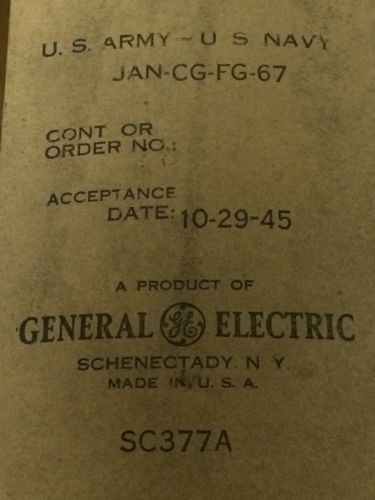 U. S. ARMY - U S NAVY
JAN-CG-FG-67
CONT OR
ORDER NO.:
ACCEPTANCE
DATE: 10-29-45
A PRODUCT OF
GENERAL GE ELECTRIC
SCHENECTADY. N Y.
MADE IN U. S. A.
SC377A